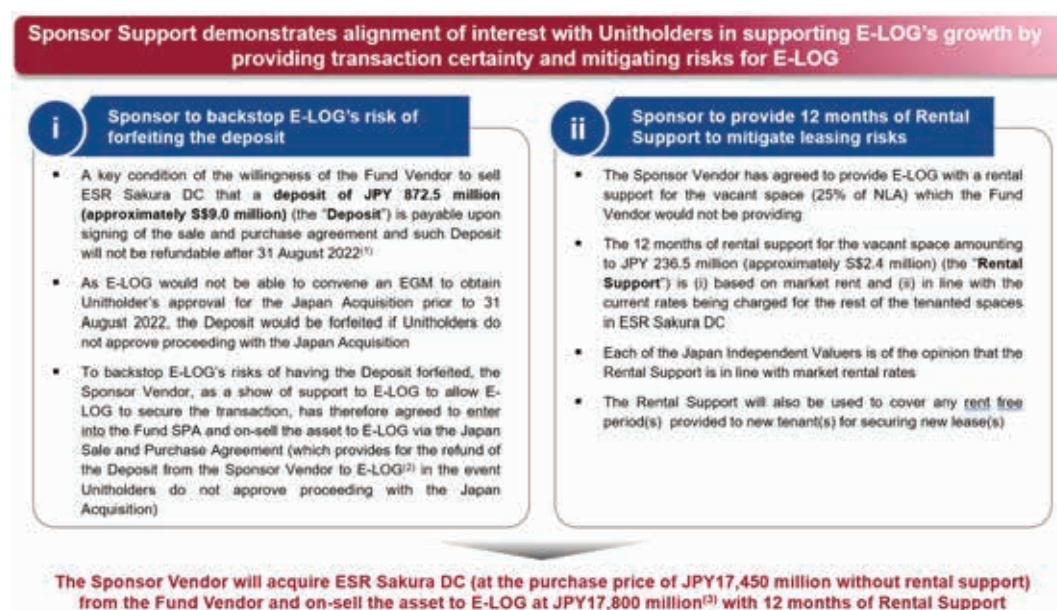 Sponsor Support demonstrates alignment of interest with Unitholders in supporting E-LOG's growth by
providing transaction certainty and mitigating risks for E-LOG
i
Sponsor to backstop E-LOG's risk of
forfeiting the deposit
▪ A key condition of the willingness of the Fund Vendor to sell
ESR Sakura DC that a deposit of JPY 872.5 million
(approximately S$9.0 million) (the "Deposit") is payable upon
signing of the sale and purchase agreement and such Deposit
will not be refundable after 31 August 2022(1)
▪ As E-LOG would not be able to convene an EGM to obtain
Unitholder's approval for the Japan Acquisition prior to 31
August 2022, the Deposit would be forfeited if Unitholders do
not approve proceeding with the Japan Acquisition
▪ To backstop E-LOG's risks of having the Deposit forfeited, the
Sponsor Vendor, as a show of support to E-LOG to allow E-
LOG to secure the transaction, has therefore agreed to enter
into the Fund SPA and on-sell the asset to E-LOG via the Japan
Sale and Purchase Agreement (which provides for the refund of
the Deposit from the Sponsor Vendor to E-LOG(2) in the event
Unitholders do not approve proceeding with the Japan
Acquisition)
ii
Sponsor to provide 12 months of Rental
Support to mitigate leasing risks
▪ The Sponsor Vendor has agreed to provide E-LOG with a rental
support for the vacant space (25% of NLA) which the Fund
Vendor would not be providing
▪ The 12 months of rental support for the vacant space amounting
to JPY 236.5 million (approximately S$2.4 million) (the "Rental
Support") is (i) based on market rent and (ii) in line with the
current rates being charged for the rest of the tenanted spaces
in ESR Sakura DC
▪ Each of the Japan Independent Valuers is of the opinion that the
Rental Support is in line with market rental rates
▪ The Rental Support will also be used to cover any rent free
period(s) provided to new tenant(s) for securing new lease(s)
The Sponsor Vendor will acquire ESR Sakura DC (at the purchase price of JPY17,450 million without rental support)
from the Fund Vendor and on-sell the asset to E-LOG at JPY17,800 million(3) with 12 months of Rental Support